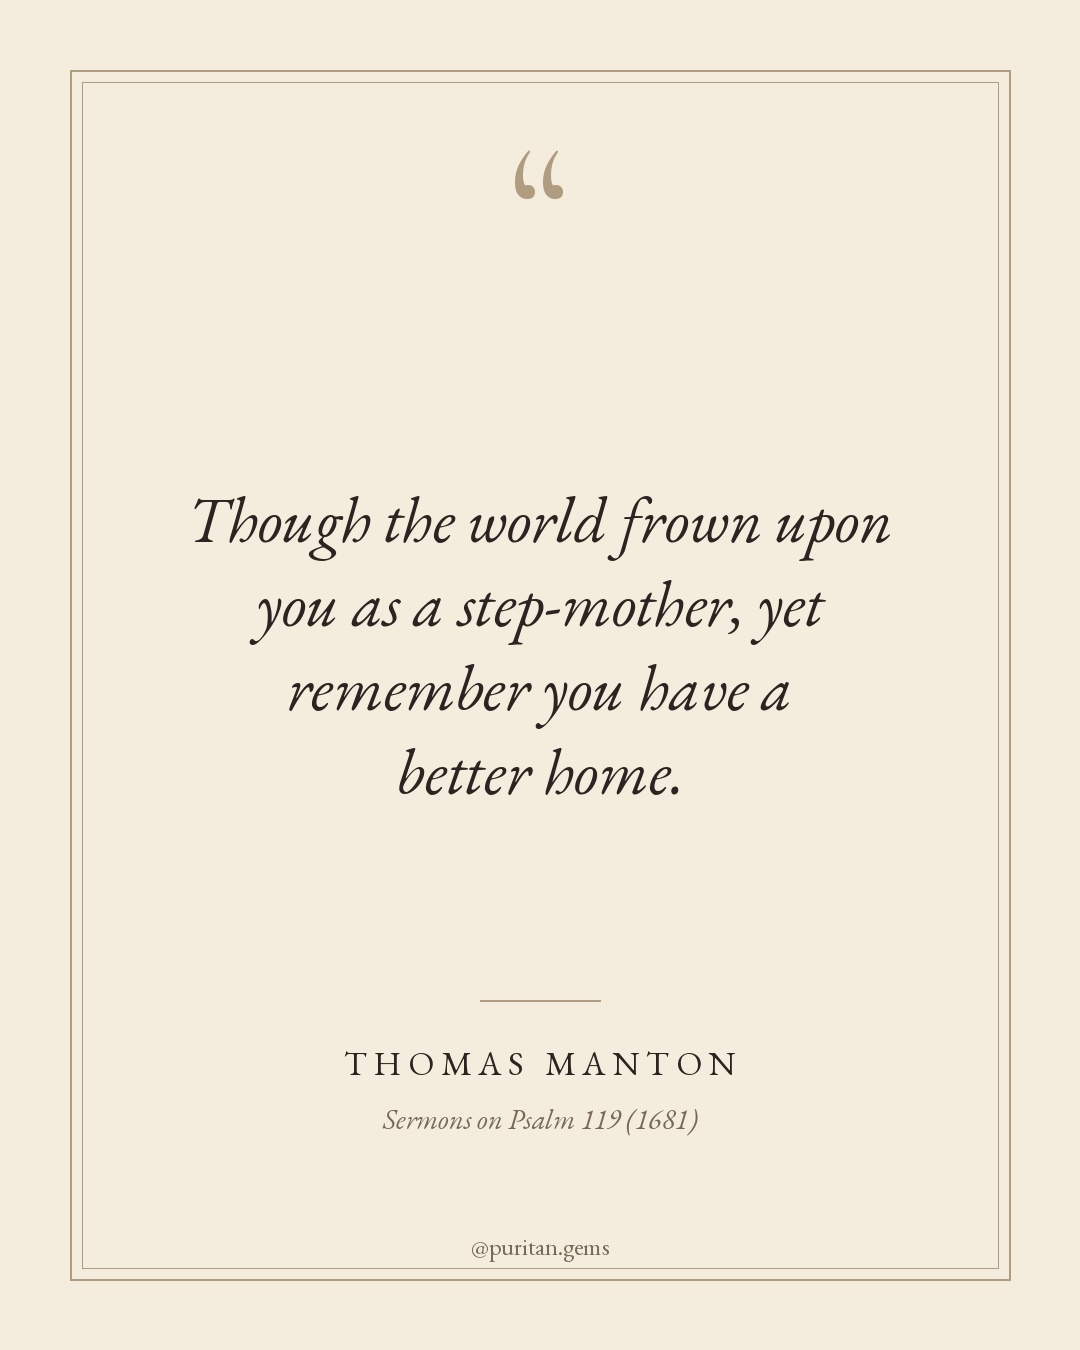 “
Though the world frown upon
you as a step-mother, yet
remember you have a
better home.
THOMAS MANTON
Sermons on Psalm 119 (1681)
@puritan.gems